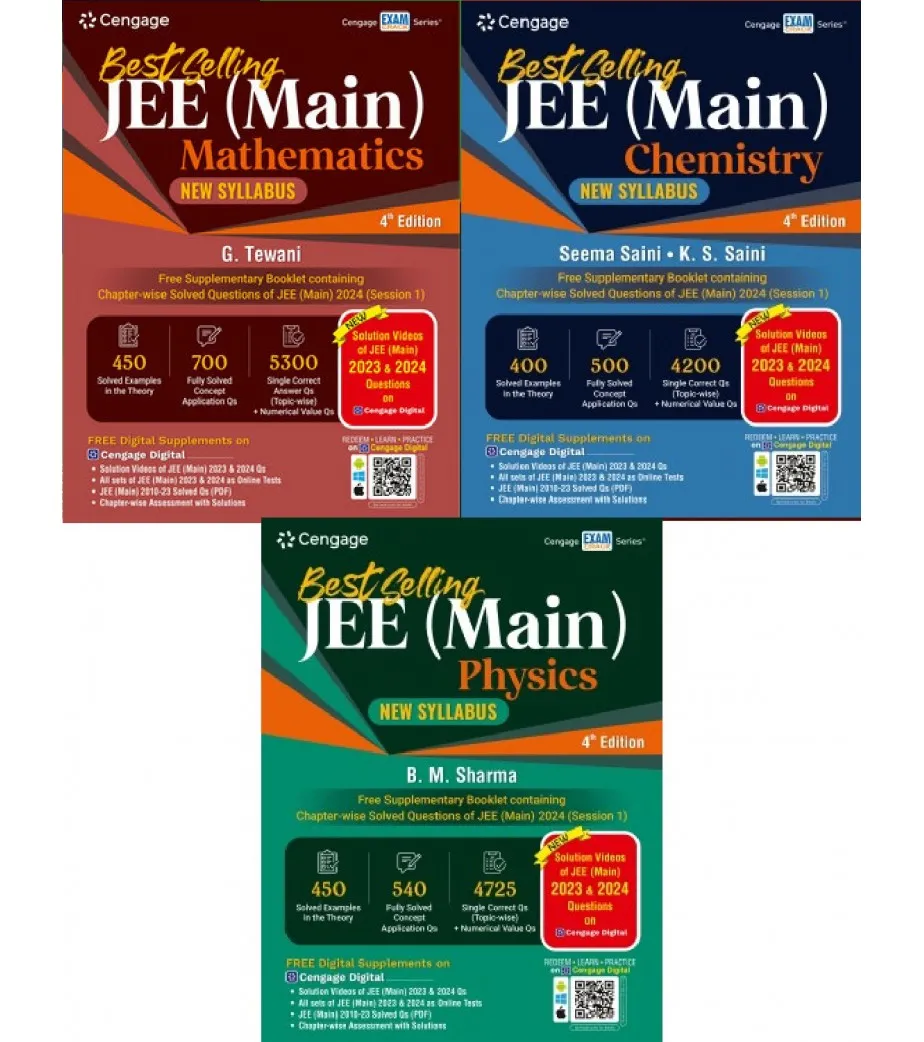 Cengage
Cengage EXAM CRACK Series™
Best Selling
JEE (Main)
Mathematics
NEW SYLLABUS
4th Edition
G. Tewani
Free Supplementary Booklet containing
Chapter-wise Solved Questions of JEE (Main) 2024 (Session 1)
450
Solved Examples
in the Theory
700
Fully Solved
Concept
Application Qs
5300
Single Correct
Answer Qs
(Topic-wise)
+ Numerical Value Qs
NEW
Solution Videos
of JEE (Main)
2023 & 2024
Questions
on
Cengage Digital
FREE Digital Supplements on
Cengage Digital
• Solution Videos of JEE (Main) 2023 & 2024 Qs
• All sets of JEE (Main) 2023 & 2024 as Online Tests
• JEE (Main) 2010-23 Solved Qs (PDF)
• Chapter-wise Assessment with Solutions
REDEEM • LEARN • PRACTICE
on Cengage Digital
Cengage
Cengage EXAM CRACK Series™
Best Selling
JEE (Main)
Chemistry
NEW SYLLABUS
4th Edition
Seema Saini • K. S. Saini
Free Supplementary Booklet containing
Chapter-wise Solved Questions of JEE (Main) 2024 (Session 1)
400
Solved Examples
in the Theory
500
Fully Solved
Concept
Application Qs
4200
Single Correct Qs
(Topic-wise)
+ Numerical Value Qs
NEW
Solution Videos
of JEE (Main)
2023 & 2024
Questions
on
Cengage Digital
FREE Digital Supplements on
Cengage Digital
• Solution Videos of JEE (Main) 2023 & 2024 Qs
• All sets of JEE (Main) 2023 & 2024 as Online Tests
• JEE (Main) 2010-23 Solved Qs (PDF)
• Chapter-wise Assessment with Solutions
REDEEM • LEARN • PRACTICE
on Cengage Digital
Cengage
Cengage EXAM CRACK Series™
Best Selling
JEE (Main)
Physics
NEW SYLLABUS
4th Edition
B. M. Sharma
Free Supplementary Booklet containing
Chapter-wise Solved Questions of JEE (Main) 2024 (Session 1)
450
Solved Examples
in the Theory
540
Fully Solved
Concept
Application Qs
4725
Single Correct Qs
(Topic-wise)
+ Numerical Value Qs
NEW
Solution Videos
of JEE (Main)
2023 & 2024
Questions
on
Cengage Digital
FREE Digital Supplements on
Cengage Digital
• Solution Videos of JEE (Main) 2023 & 2024 Qs
• All sets of JEE (Main) 2023 & 2024 as Online Tests
• JEE (Main) 2010-23 Solved Qs (PDF)
• Chapter-wise Assessment with Solutions
REDEEM • LEARN • PRACTICE
on Cengage Digital